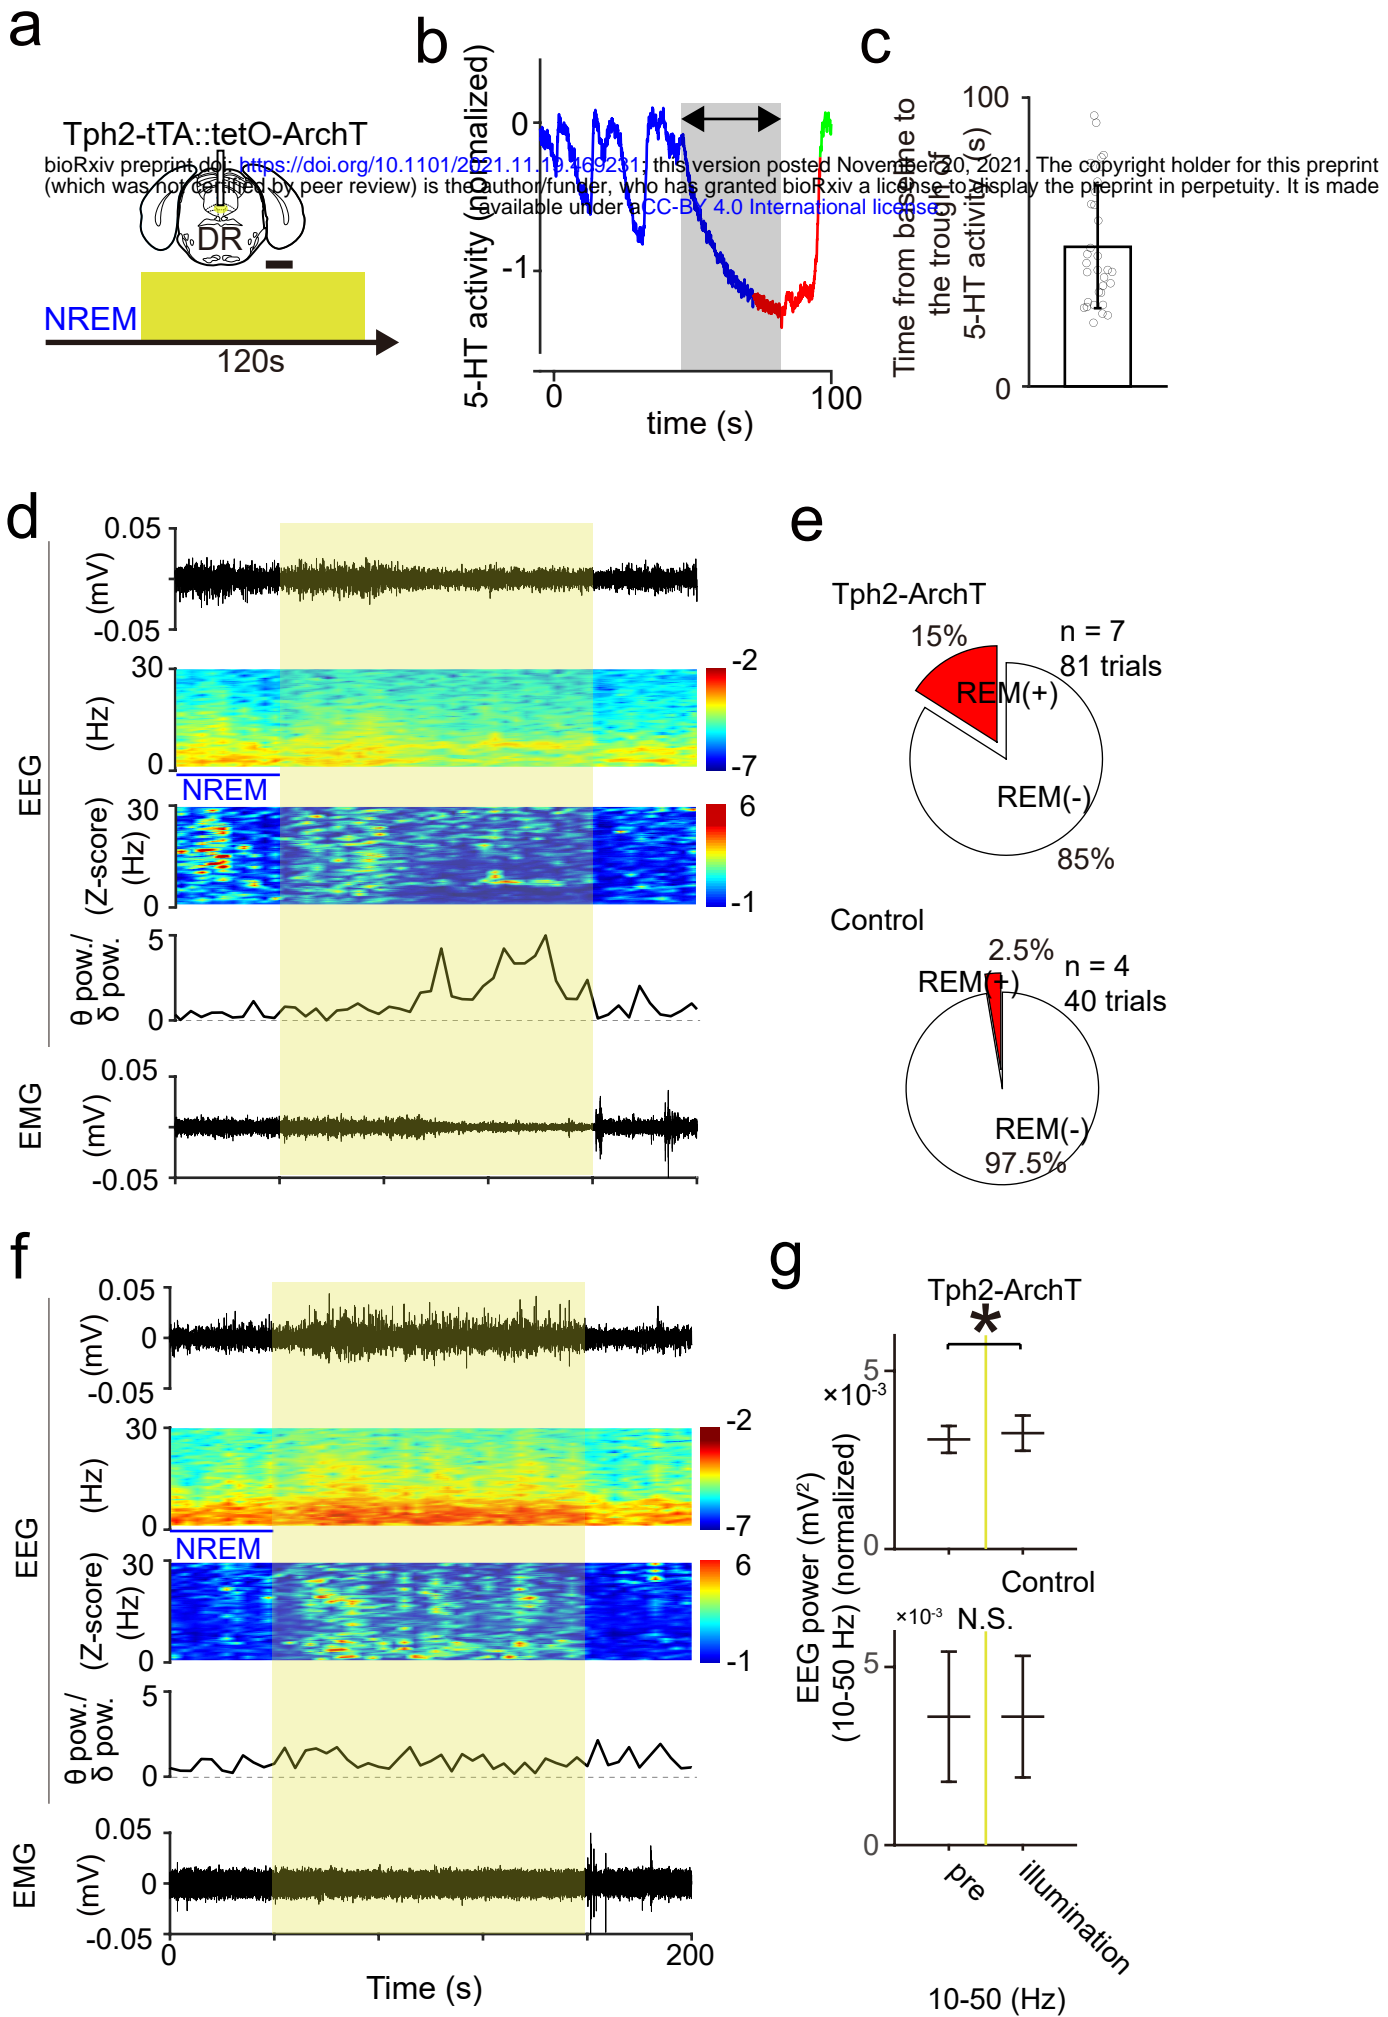 a
b
c
Tph2-tTA::tetO-ArchT
DR
NREM
120s
5-HT activity (normalized)
0
-1
0
100
time (s)
Time from baseline to
the trough of
5-HT activity (s)
100
0
bioRxiv preprint doi: https://doi.org/10.1101/2021.11.19.469231; this version posted November 20, 2021. The copyright holder for this preprint
(which was not certified by peer review) is the author/funder, who has granted bioRxiv a license to display the preprint in perpetuity. It is made
available under aCC-BY 4.0 International license.
d
EEG
0.05
(mV)
-0.05
30
(Hz)
0
-2
-7
NREM
30
(Z-score)
(Hz)
0
6
-1
5
θ pow./
δ pow.
0
EMG
0.05
(mV)
-0.05
e
Tph2-ArchT
15%
n = 7
81 trials
REM(+)
REM(-)
85%
Control
2.5%
n = 4
40 trials
REM(+)
REM(-)
97.5%
f
EEG
0.05
0
(mV)
-0.05
30
(Hz)
0
-2
-7
NREM
30
(Z-score)
(Hz)
0
6
-1
5
θ pow./
δ pow.
0
EMG
0.05
0
(mV)
-0.05
0
200
Time (s)
g
Tph2-ArchT
*
5
×10-3
0
EEG power (mV²)
(10-50 Hz) (normalized)
Control
×10-3
N.S.
5
0
pre
illumination
10-50 (Hz)